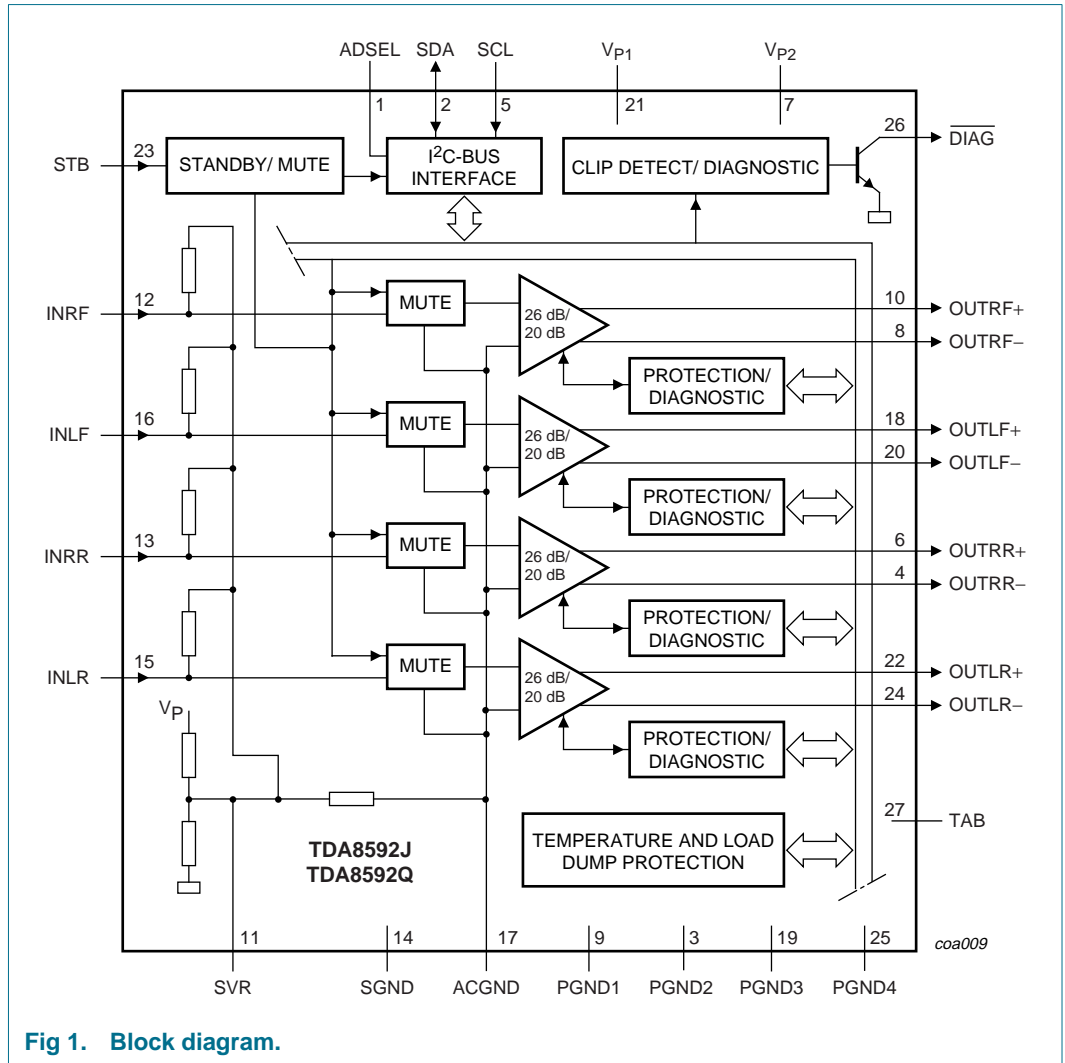 ADSEL SDA SCL V_P1 V_P2
1 2 5 21 7
26 DIAG
STB 23 STANDBY/ MUTE I²C-BUS INTERFACE CLIP DETECT/ DIAGNOSTIC
INRF 12 MUTE 26 dB/ 20 dB 10 OUTRF+
8 OUTRF−
PROTECTION/ DIAGNOSTIC
INLF 16 MUTE 26 dB/ 20 dB 18 OUTLF+
20 OUTLF−
PROTECTION/ DIAGNOSTIC
INRR 13 MUTE 26 dB/ 20 dB 6 OUTRR+
4 OUTRR−
PROTECTION/ DIAGNOSTIC
INLR 15 MUTE 26 dB/ 20 dB 22 OUTLR+
24 OUTLR−
V_P
PROTECTION/ DIAGNOSTIC
27 TAB
TDA8592J
TDA8592Q
TEMPERATURE AND LOAD
DUMP PROTECTION
11 14 17 9 3 19 25
coa009
SVR SGND ACGND PGND1 PGND2 PGND3 PGND4
Fig 1. Block diagram.